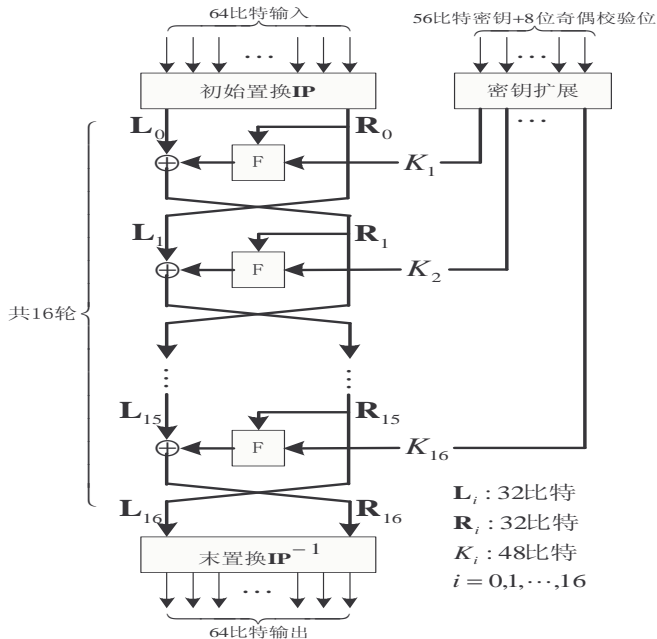 64比特输入
56比特密钥+8位奇偶校验位
...
...
初始置换IP
密钥扩展
...
L₀
R₀
F
K₁
L₁
R₁
F
K₂
共16轮
...
...
L₁₅
R₁₅
F
K₁₆
L₁₆
R₁₆
Lᵢ : 32比特
Rᵢ : 32比特
Kᵢ : 48比特
i = 0,1,⋯,16
末置换IP⁻¹
...
64比特输出